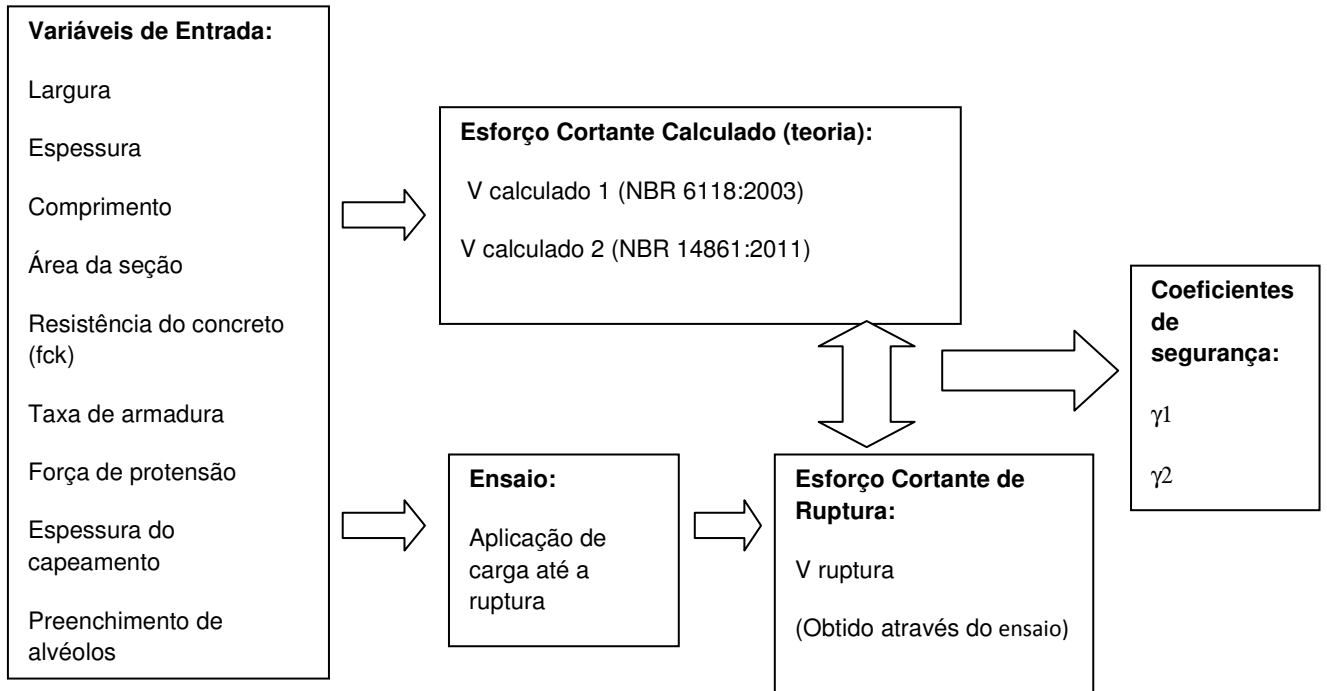 Variáveis de Entrada:
Largura
Espessura
Comprimento
Área da seção
Resistência do concreto
(fck)
Taxa de armadura
Força de protensão
Espessura do
capeamento
Preenchimento de
alvéolos
Esforço Cortante Calculado (teoria):
V calculado 1 (NBR 6118:2003)
V calculado 2 (NBR 14861:2011)
Ensaio:
Aplicação de
carga até a
ruptura
Esforço Cortante de
Ruptura:
V ruptura
(Obtido através do ensaio)
Coeficientes
de
segurança:
γ1
γ2